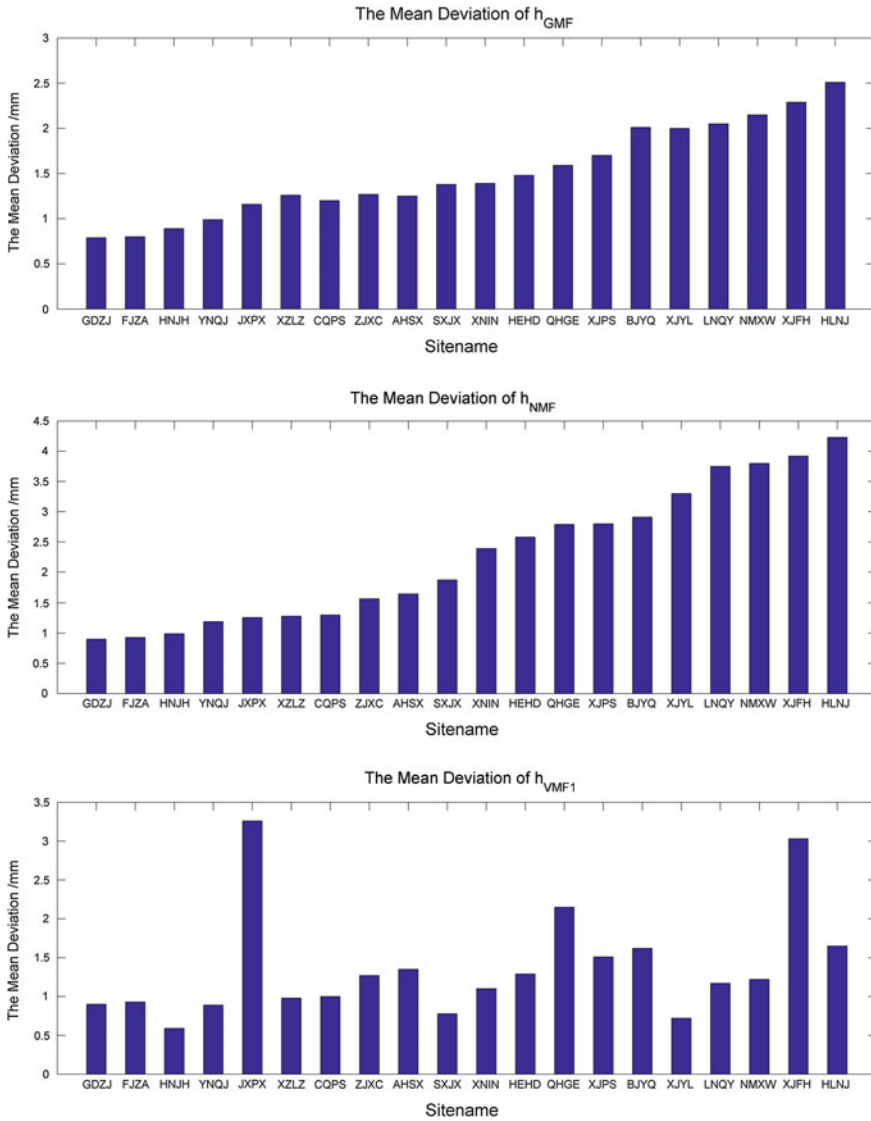 The Mean Deviation of hGMF
3
2.5
2
1.5
1
0.5
0
The Mean Deviation /mm
GDZJ FJZA HNJH YNQJ JXPX XZLZ CQPS ZJXC AHSX SXJX XNIN HEHD QHGE XJPS BJYQ XJYL LNQY NMXW XJFH HLNJ
Sitename
The Mean Deviation of hNMF
4.5
4
3.5
3
2.5
2
1.5
1
0.5
0
The Mean Deviation /mm
GDZJ FJZA HNJH YNQJ JXPX XZLZ CQPS ZJXC AHSX SXJX XNIN HEHD QHGE XJPS BJYQ XJYL LNQY NMXW XJFH HLNJ
Sitename
The Mean Deviation of hVMF1
3.5
3
2.5
2
1.5
1
0.5
0
The Mean Deviation /mm
GDZJ FJZA HNJH YNQJ JXPX XZLZ CQPS ZJXC AHSX SXJX XNIN HEHD QHGE XJPS BJYQ XJYL LNQY NMXW XJFH HLNJ
Sitename